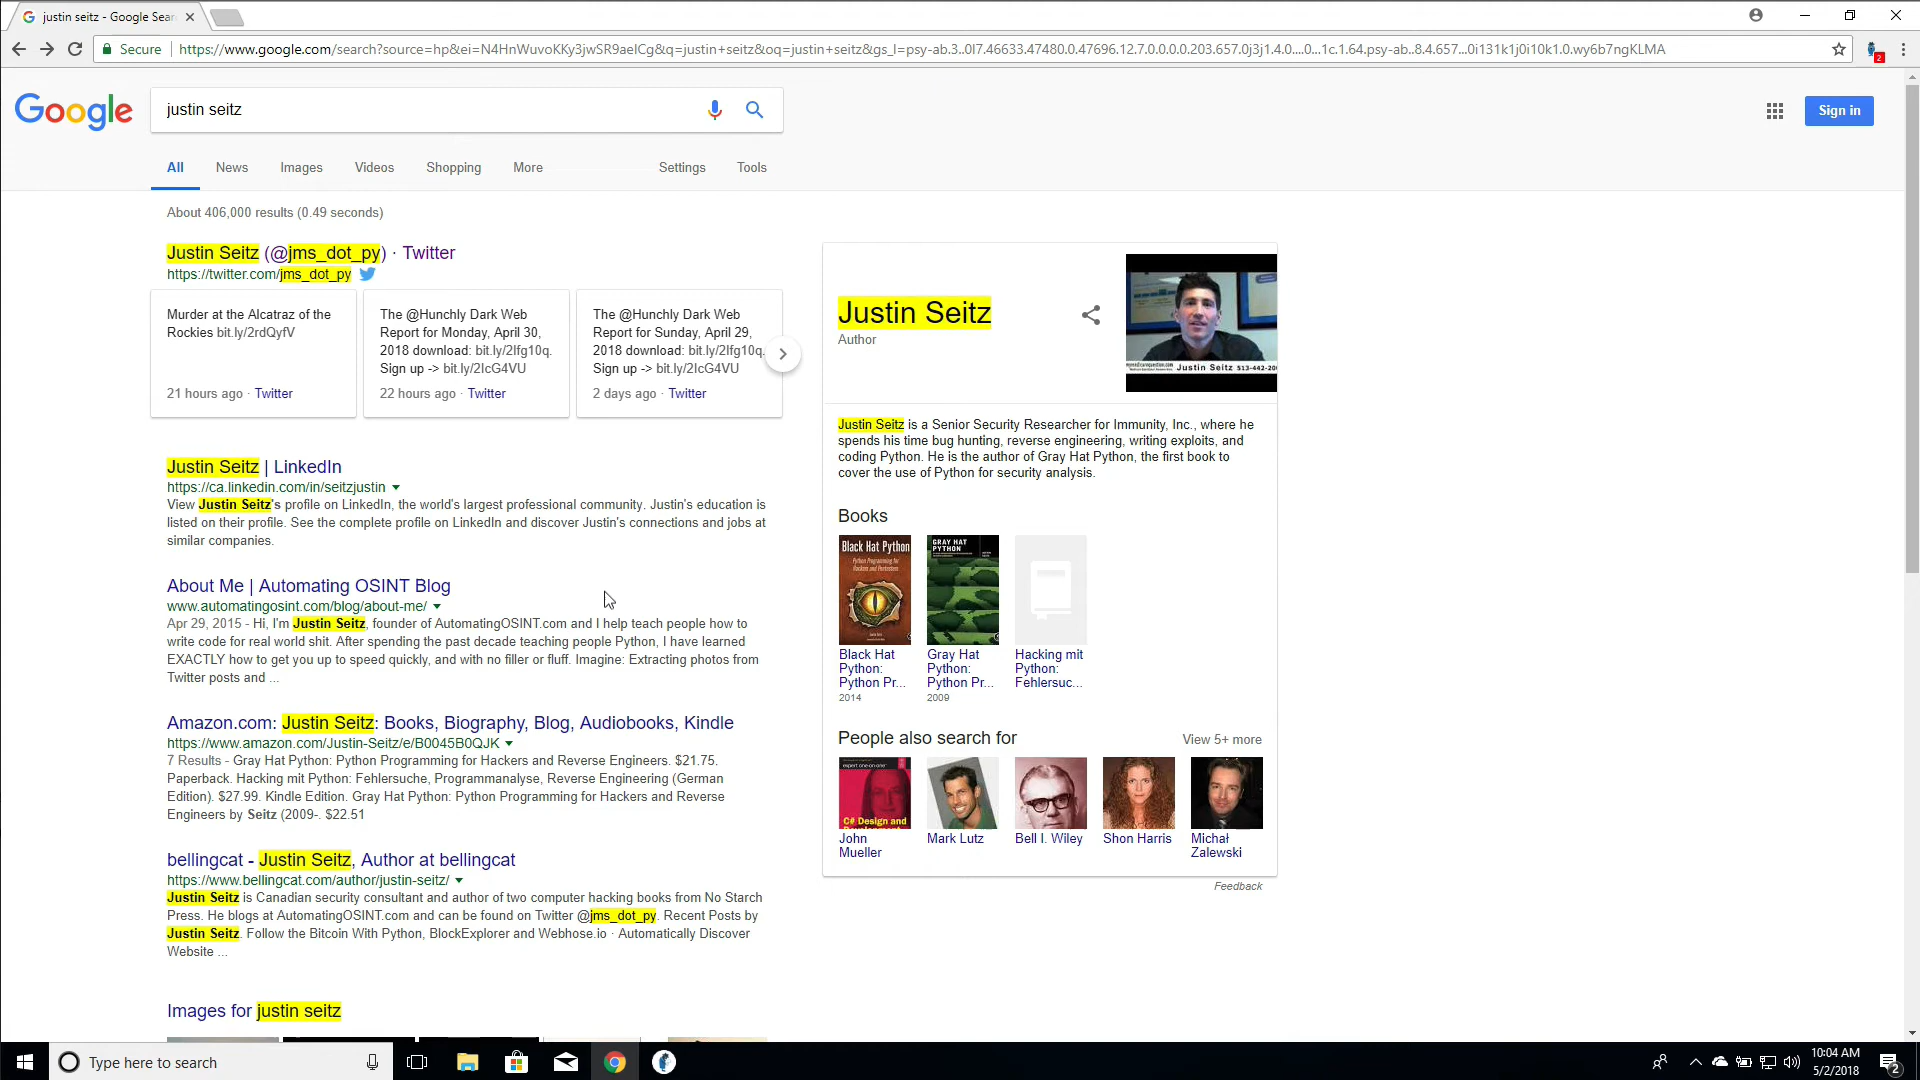 justin seitz - Google Sear
Secure
https://www.google.com/search?source=hp&ei=N4HnWuvoKKy3jwSR9aeICg&q=justin+seitz&oq=justin+seitz&gs_l=psy-ab.3..0l7.46633.47480.0.47696.12.7.0.0.0.0.203.657.0j3j1.4.0....0...1c.1.64.psy-ab..8.4.657...0i131k1j0i10k1.0.wy6b7ngKLMA
2
Google
justin seitz
Sign in
All News Images Videos Shopping More Settings Tools
About 406,000 results (0.49 seconds)
Justin Seitz (@jms_dot_py) · Twitter
https://twitter.com/jms_dot_py
Murder at the Alcatraz of the
Rockies bit.ly/2rdQyfV
21 hours ago · Twitter
The @Hunchly Dark Web
Report for Monday, April 30,
2018 download: bit.ly/2Ifg10q.
Sign up -> bit.ly/2IcG4VU
22 hours ago · Twitter
The @Hunchly Dark Web
Report for Sunday, April 29,
2018 download: bit.ly/2Ifg10q.
Sign up -> bit.ly/2IcG4VU
2 days ago · Twitter
Justin Seitz | LinkedIn
https://ca.linkedin.com/in/seitzjustin
View Justin Seitz's profile on LinkedIn, the world's largest professional community. Justin's education is
listed on their profile. See the complete profile on LinkedIn and discover Justin's connections and jobs at
similar companies.
About Me | Automating OSINT Blog
www.automatingosint.com/blog/about-me/
Apr 29, 2015 - Hi, I'm Justin Seitz, founder of AutomatingOSINT.com and I help teach people how to
write code for real world shit. After spending the past decade teaching people Python, I have learned
EXACTLY how to get you up to speed quickly, and with no filler or fluff. Imagine: Extracting photos from
Twitter posts and ...
Amazon.com: Justin Seitz: Books, Biography, Blog, Audiobooks, Kindle
https://www.amazon.com/Justin-Seitz/e/B0045B0QJK
7 Results - Gray Hat Python: Python Programming for Hackers and Reverse Engineers. $21.75.
Paperback. Hacking mit Python: Fehlersuche, Programmanalyse, Reverse Engineering (German
Edition). $27.99. Kindle Edition. Gray Hat Python: Python Programming for Hackers and Reverse
Engineers by Seitz (2009-. $22.51
bellingcat - Justin Seitz, Author at bellingcat
https://www.bellingcat.com/author/justin-seitz/
Justin Seitz is Canadian security consultant and author of two computer hacking books from No Starch
Press. He blogs at AutomatingOSINT.com and can be found on Twitter @jms_dot_py. Recent Posts by
Justin Seitz. Follow the Bitcoin With Python, BlockExplorer and Webhose.io · Automatically Discover
Website ...
Images for justin seitz
Justin Seitz
Author
Justin Seitz 513-442-20
Justin Seitz is a Senior Security Researcher for Immunity, Inc., where he
spends his time bug hunting, reverse engineering, writing exploits, and
coding Python. He is the author of Gray Hat Python, the first book to
cover the use of Python for security analysis.
Books
Black Hat Python
Python Programming for
Hackers and Pentesters
GRAY HAT
PYTHON
Black Hat
Python:
Python Pr...
2014
Gray Hat
Python:
Python Pr...
2009
Hacking mit
Python:
Fehlersuc...
People also search for
View 5+ more
expert one-on-one
C# Design and
John
Mueller
Mark Lutz
Bell I. Wiley
Shon Harris
Michał
Zalewski
Feedback
Type here to search
10:04 AM
5/2/2018
2